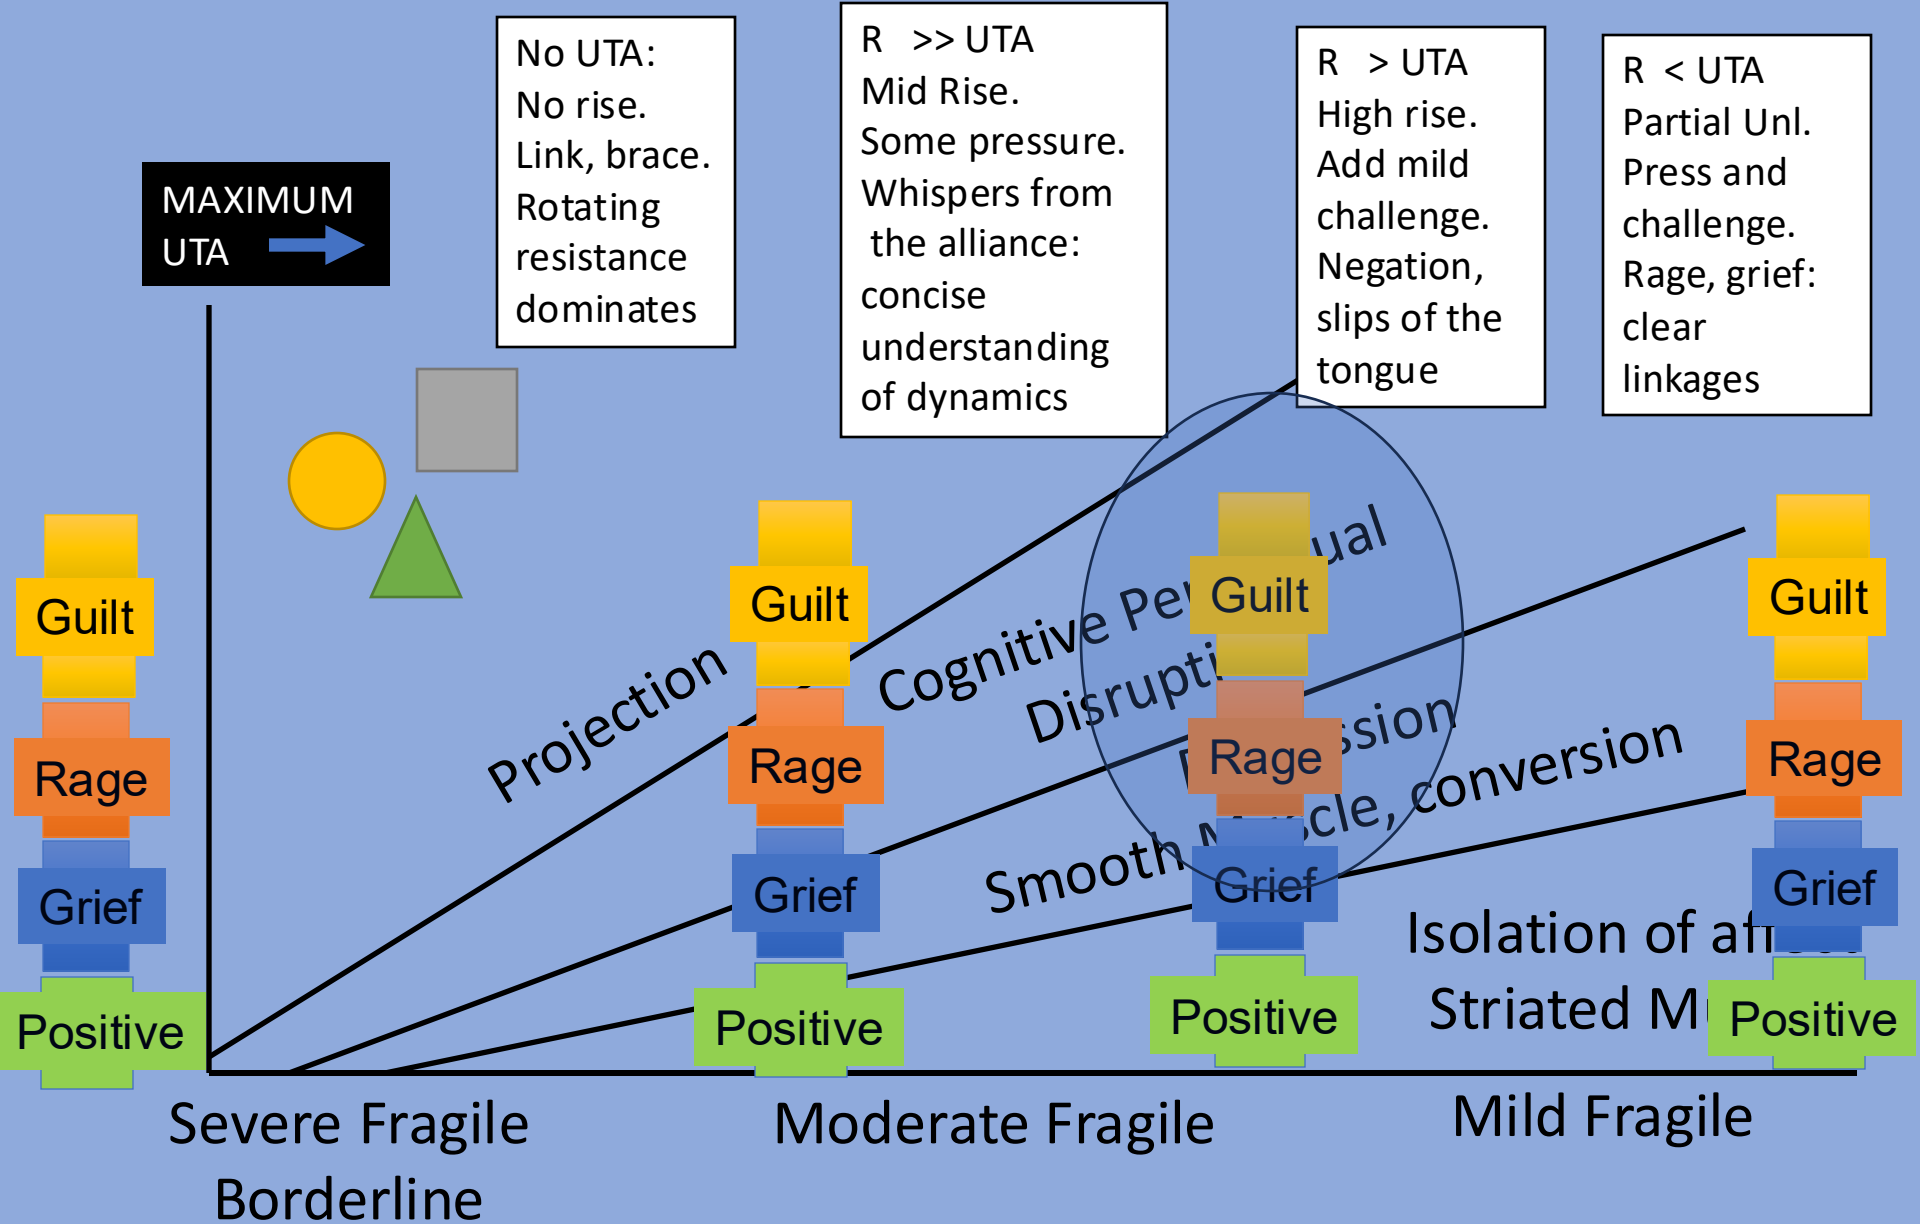 No UTA:
No rise.
Link, brace.
Rotating
resistance
dominates
R >> UTA
Mid Rise.
Some pressure.
Whispers from
the alliance:
concise
understanding
of dynamics
R > UTA
High rise.
Add mild
challenge.
Negation,
slips of the
tongue
R < UTA
Partial Unl.
Press and
challenge.
Rage, grief:
clear
linkages
MAXIMUM
UTA
Guilt
Rage
Grief
Positive
Projection
Guilt
Rage
Grief
Positive
Cognitive
Smooth
conversion
Guilt
Rage
Grief
Positive
Isolation of
Striated
Guilt
Rage
Grief
Positive
Severe Fragile
Borderline
Moderate Fragile
Mild Fragile